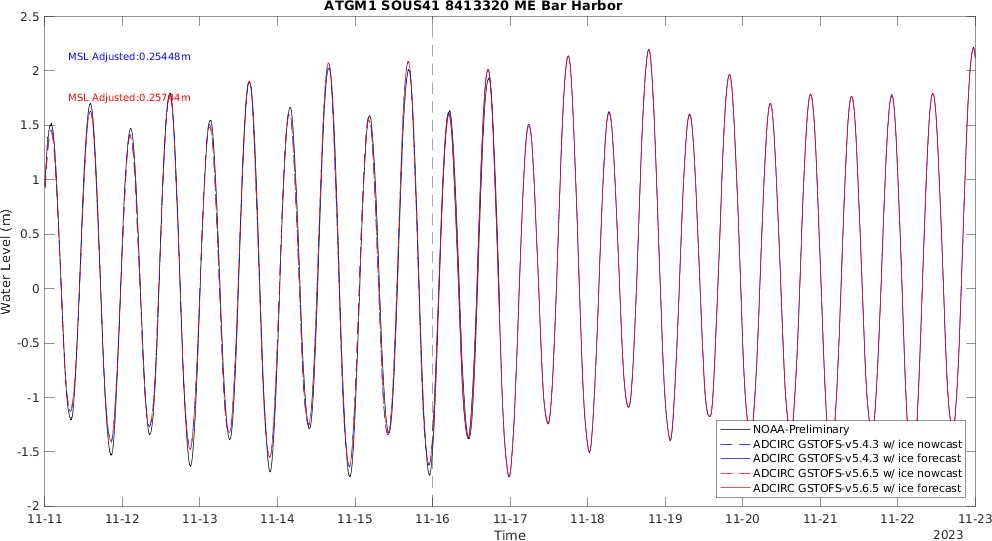 ATGM1 SOUS41 8413320 ME Bar Harbor
2.5
2
1.5
1
0.5
0
-0.5
-1
-1.5
-2
Water Level (m)
MSL Adjusted:0.25448m
MSL Adjusted:0.25744m
NOAA-Preliminary
ADCIRC GSTOFS-v5.4.3 w/ ice nowcast
ADCIRC GSTOFS-v5.4.3 w/ ice forecast
ADCIRC GSTOFS-v5.6.5 w/ ice nowcast
ADCIRC GSTOFS-v5.6.5 w/ ice forecast
11-11 11-12 11-13 11-14 11-15 11-16 11-17 11-18 11-19 11-20 11-21 11-22 11-23
Time
2023